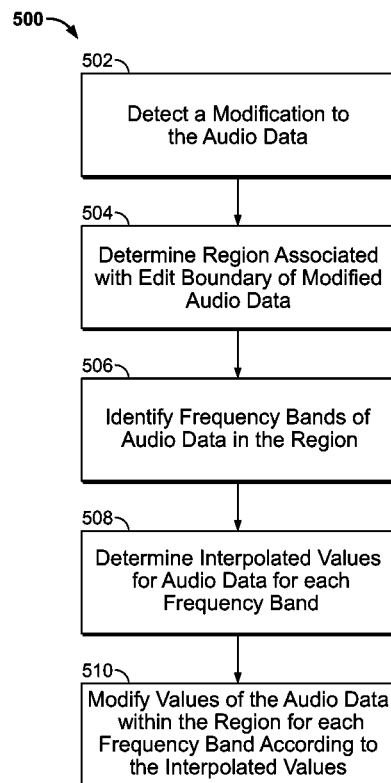 500
502
Detect a Modification to
the Audio Data
504
Determine Region Associated
with Edit Boundary of Modified
Audio Data
506
Identify Frequency Bands of
Audio Data in the Region
508
Determine Interpolated Values
for Audio Data for each
Frequency Band
510
Modify Values of the Audio Data
within the Region for each
Frequency Band According to
the Interpolated Values